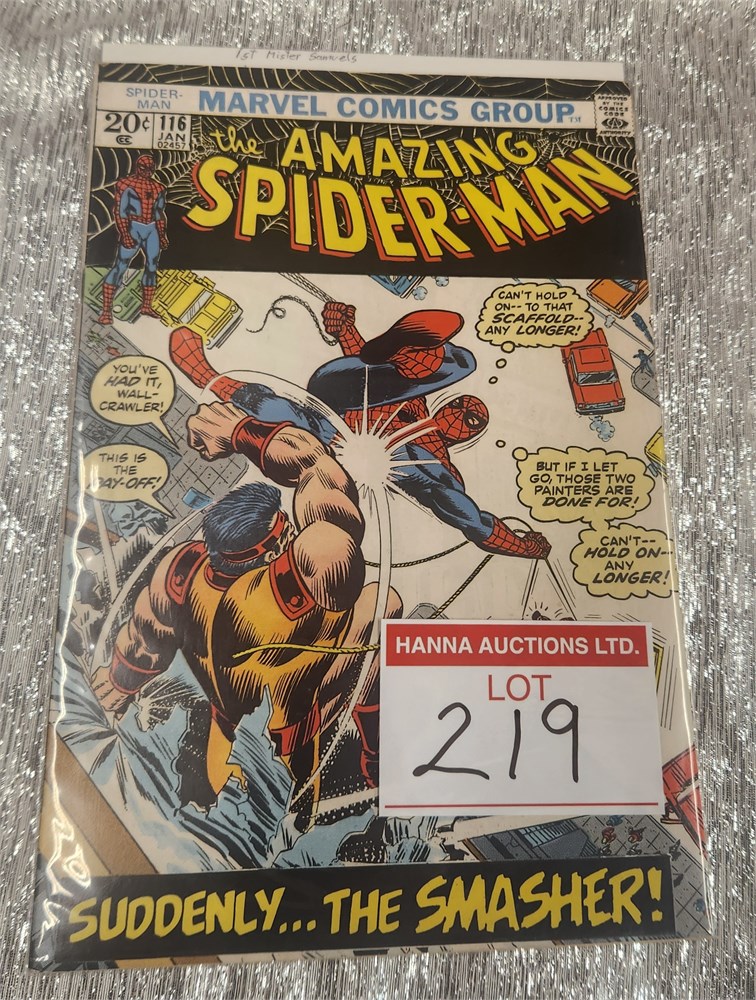 1st Mister Samuels
SPIDER-
MAN
MARVEL COMICS GROUP™
20¢
CC
116
JAN
02457
APPROVED
BY THE
COMICS
CODE
AUTHORITY
the AMAZING
SPIDER-MAN
CAN'T HOLD
ON-- TO THAT
SCAFFOLD--
ANY LONGER!
YOU'VE
HAD IT,
WALL-
CRAWLER!
THIS IS
THE
PAY-OFF!
BUT IF I LET
GO, THOSE TWO
PAINTERS ARE
DONE FOR!
CAN'T--
HOLD ON--
ANY
LONGER!
HANNA AUCTIONS LTD.
LOT
219
SUDDENLY...THE SMASHER!